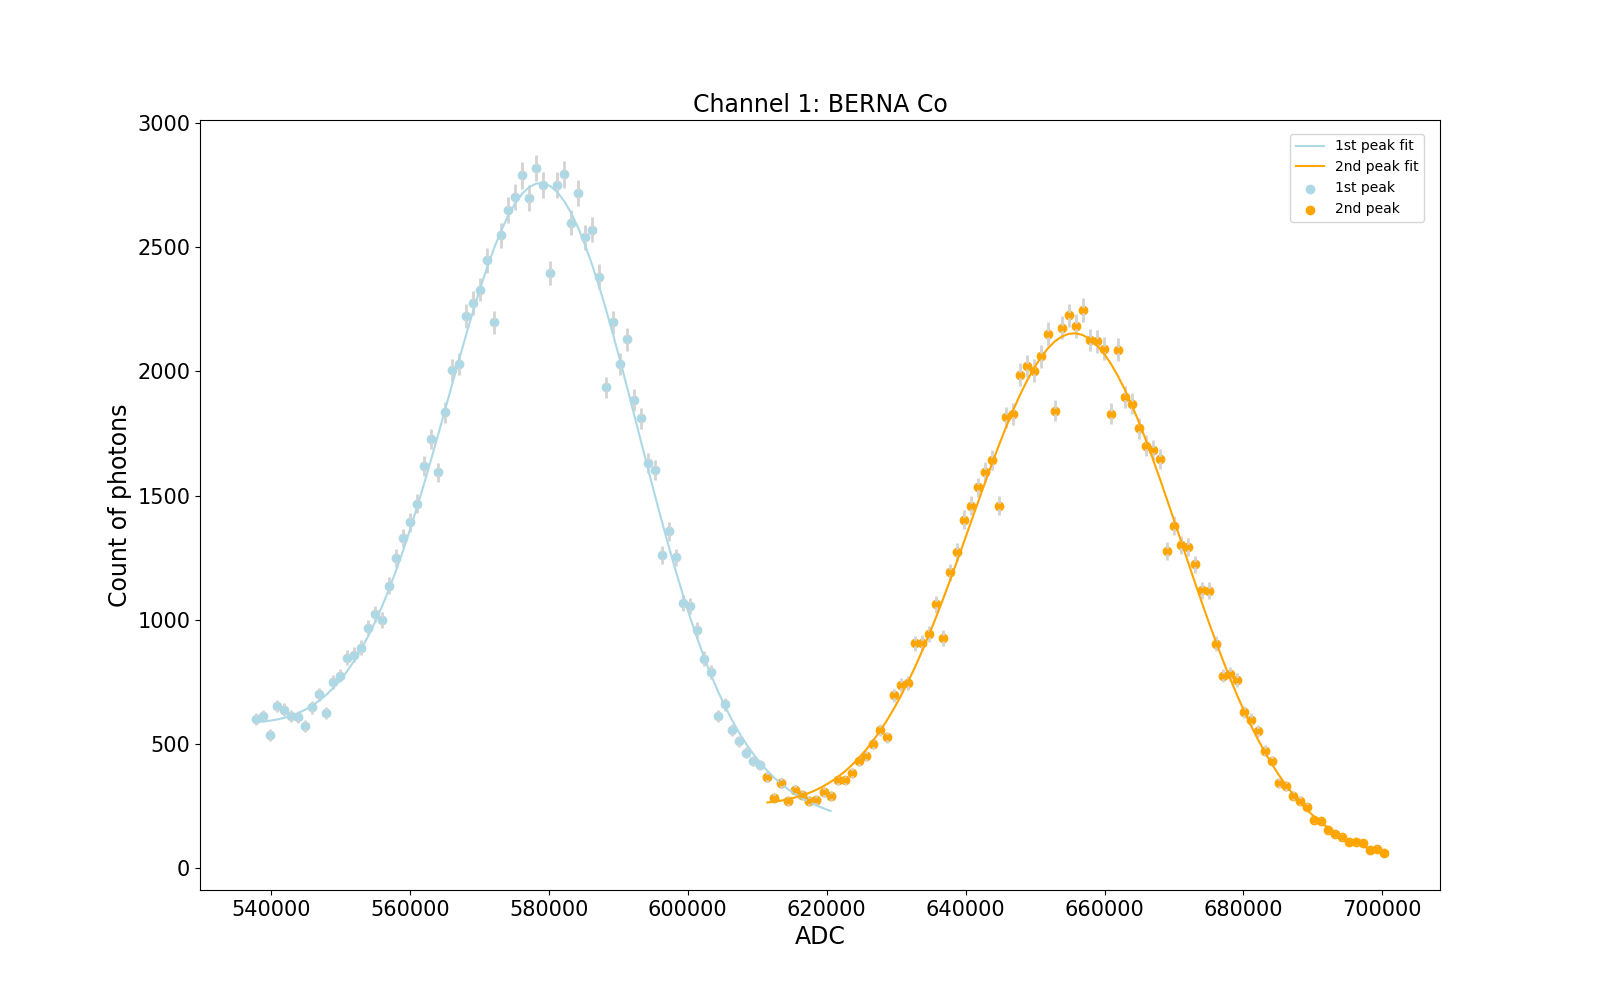 Channel 1: BERNA Co
3000
2500
2000
1500
1000
500
0
Count of photons
540000 560000 580000 600000 620000 640000 660000 680000 700000
ADC
1st peak fit
2nd peak fit
1st peak
2nd peak